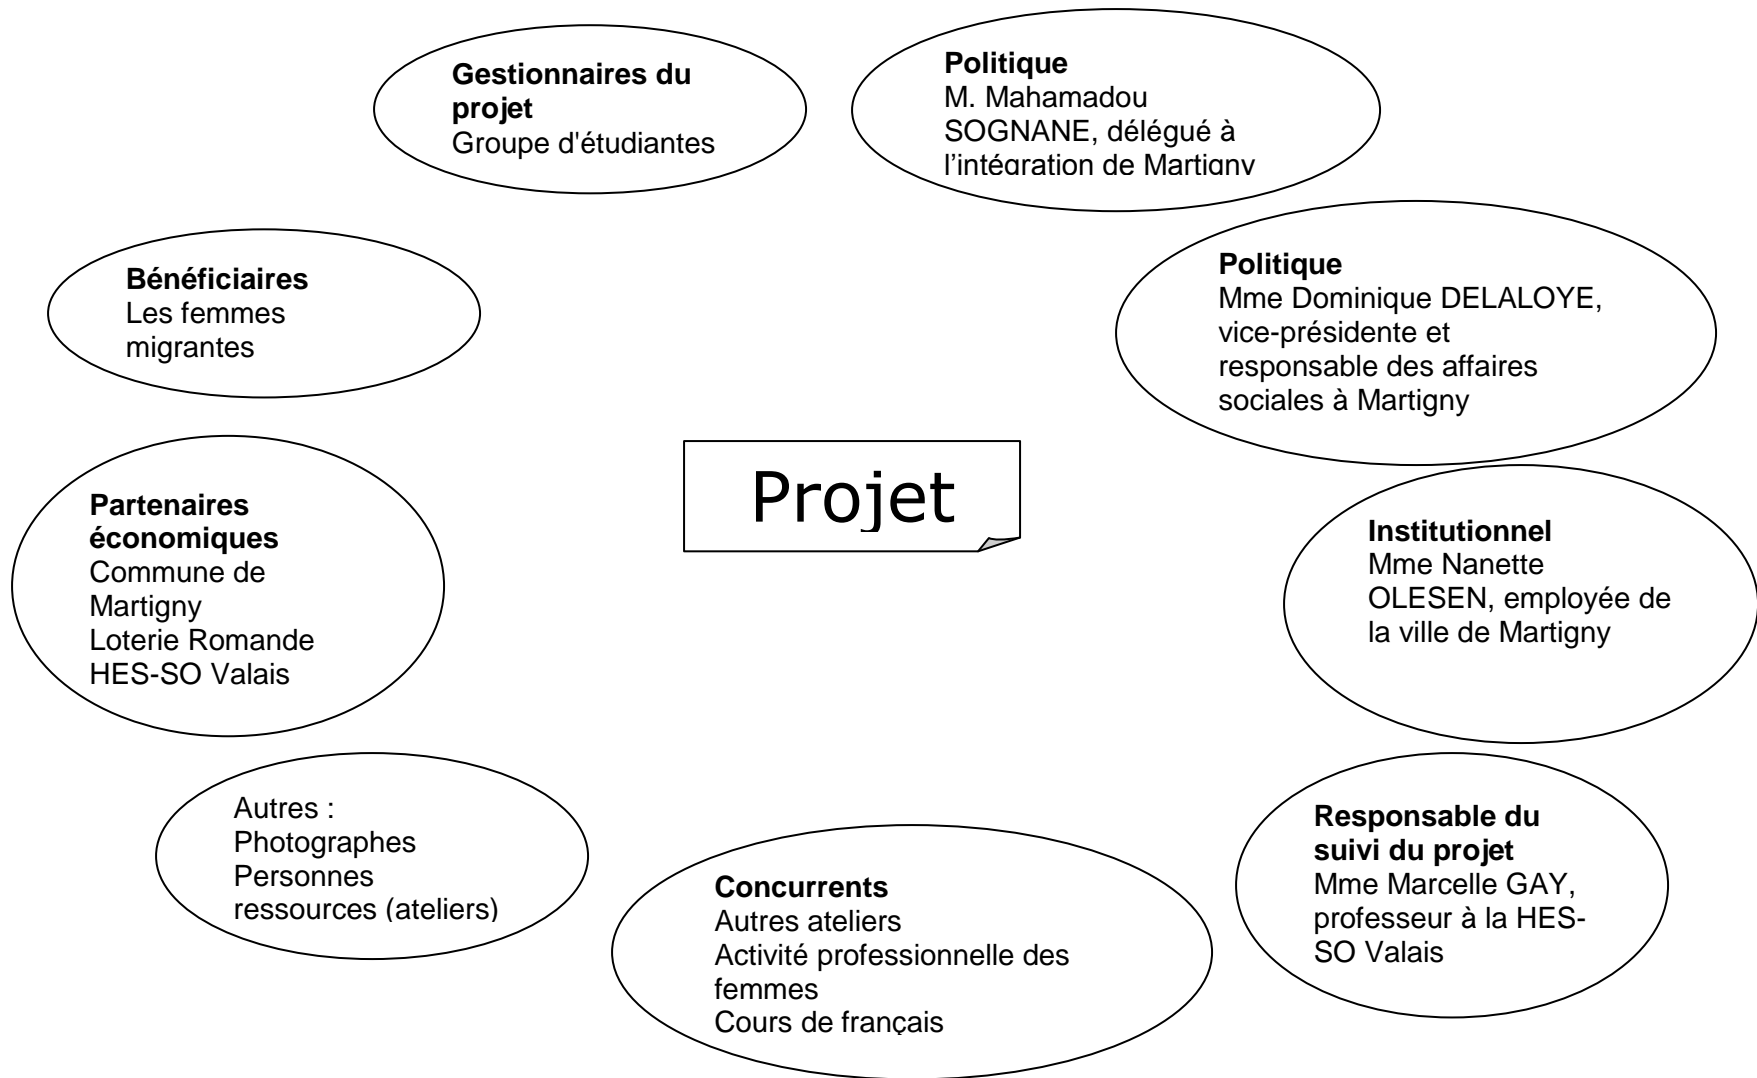 Gestionnaires du
projet
Groupe d'étudiantes
Politique
M. Mahamadou
SOGNANE, délégué à
l’intégration de Martigny
Politique
Mme Dominique DELALOYE,
vice-présidente et
responsable des affaires
sociales à Martigny
Bénéficiaires
Les femmes
migrantes
Projet
Partenaires
économiques
Commune de
Martigny
Loterie Romande
HES-SO Valais
Institutionnel
Mme Nanette
OLESEN, employée de
la ville de Martigny
Autres :
Photographes
Personnes
ressources (ateliers)
Concurrents
Autres ateliers
Activité professionnelle des
femmes
Cours de français
Responsable du
suivi du projet
Mme Marcelle GAY,
professeur à la HES-
SO Valais